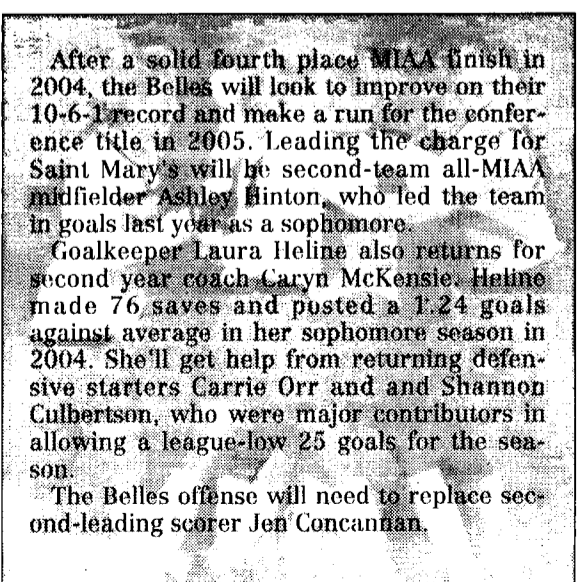 After a solid fourth place MIAA finish in
2004, the Belles will look to improve on their
10-6-1 record and make a run for the confer-
ence title in 2005. Leading the charge for
Saint Mary's will be second-team all-MIAA
midfielder Ashley Hinton, who led the team
in goals last year as a sophomore.
Goalkeeper Laura Heline also returns for
second year coach Caryn McKensie. Heline
made 76 saves and posted a 1.24 goals
against average in her sophomore season in
2004. She'll get help from returning defen-
sive starters Carrie Orr and and Shannon
Culbertson, who were major contributors in
allowing a league-low 25 goals for the sea-
son.
The Belles offense will need to replace sec-
ond-leading scorer Jen Concannan.